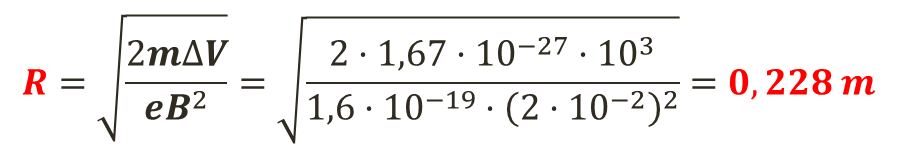 R = √(2mΔV / eB²) = √(2 · 1,67 · 10⁻²⁷ · 10³ / 1,6 · 10⁻¹⁹ · (2 · 10⁻²)²) = 0,228 m